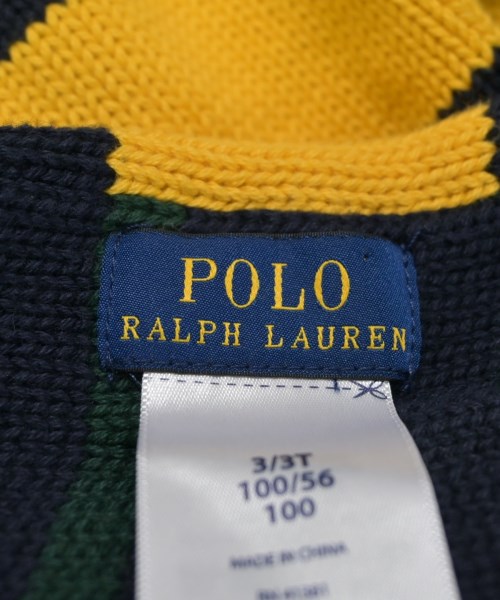 POLO
RALPH LAUREN
3/3T
100/56
100
MADE IN CHINA